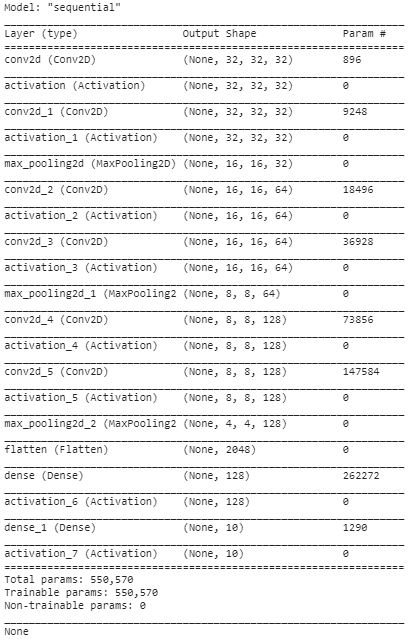 Model: "sequential"
_________________________________________________________________
Layer (type)                 Output Shape              Param #
=================================================================
conv2d (Conv2D)              (None, 32, 32, 32)        896
_________________________________________________________________
activation (Activation)      (None, 32, 32, 32)        0
_________________________________________________________________
conv2d_1 (Conv2D)            (None, 32, 32, 32)        9248
_________________________________________________________________
activation_1 (Activation)    (None, 32, 32, 32)        0
_________________________________________________________________
max_pooling2d (MaxPooling2D) (None, 16, 16, 32)        0
_________________________________________________________________
conv2d_2 (Conv2D)            (None, 16, 16, 64)        18496
_________________________________________________________________
activation_2 (Activation)    (None, 16, 16, 64)        0
_________________________________________________________________
conv2d_3 (Conv2D)            (None, 16, 16, 64)        36928
_________________________________________________________________
activation_3 (Activation)    (None, 16, 16, 64)        0
_________________________________________________________________
max_pooling2d_1 (MaxPooling2 (None, 8, 8, 64)          0
_________________________________________________________________
conv2d_4 (Conv2D)            (None, 8, 8, 128)         73856
_________________________________________________________________
activation_4 (Activation)    (None, 8, 8, 128)         0
_________________________________________________________________
conv2d_5 (Conv2D)            (None, 8, 8, 128)         147584
_________________________________________________________________
activation_5 (Activation)    (None, 8, 8, 128)         0
_________________________________________________________________
max_pooling2d_2 (MaxPooling2 (None, 4, 4, 128)         0
_________________________________________________________________
flatten (Flatten)            (None, 2048)              0
_________________________________________________________________
dense (Dense)                (None, 128)               262272
_________________________________________________________________
activation_6 (Activation)    (None, 128)               0
_________________________________________________________________
dense_1 (Dense)              (None, 10)                1290
_________________________________________________________________
activation_7 (Activation)    (None, 10)                0
=================================================================
Total params: 550,570
Trainable params: 550,570
Non-trainable params: 0
_________________________________________________________________
None